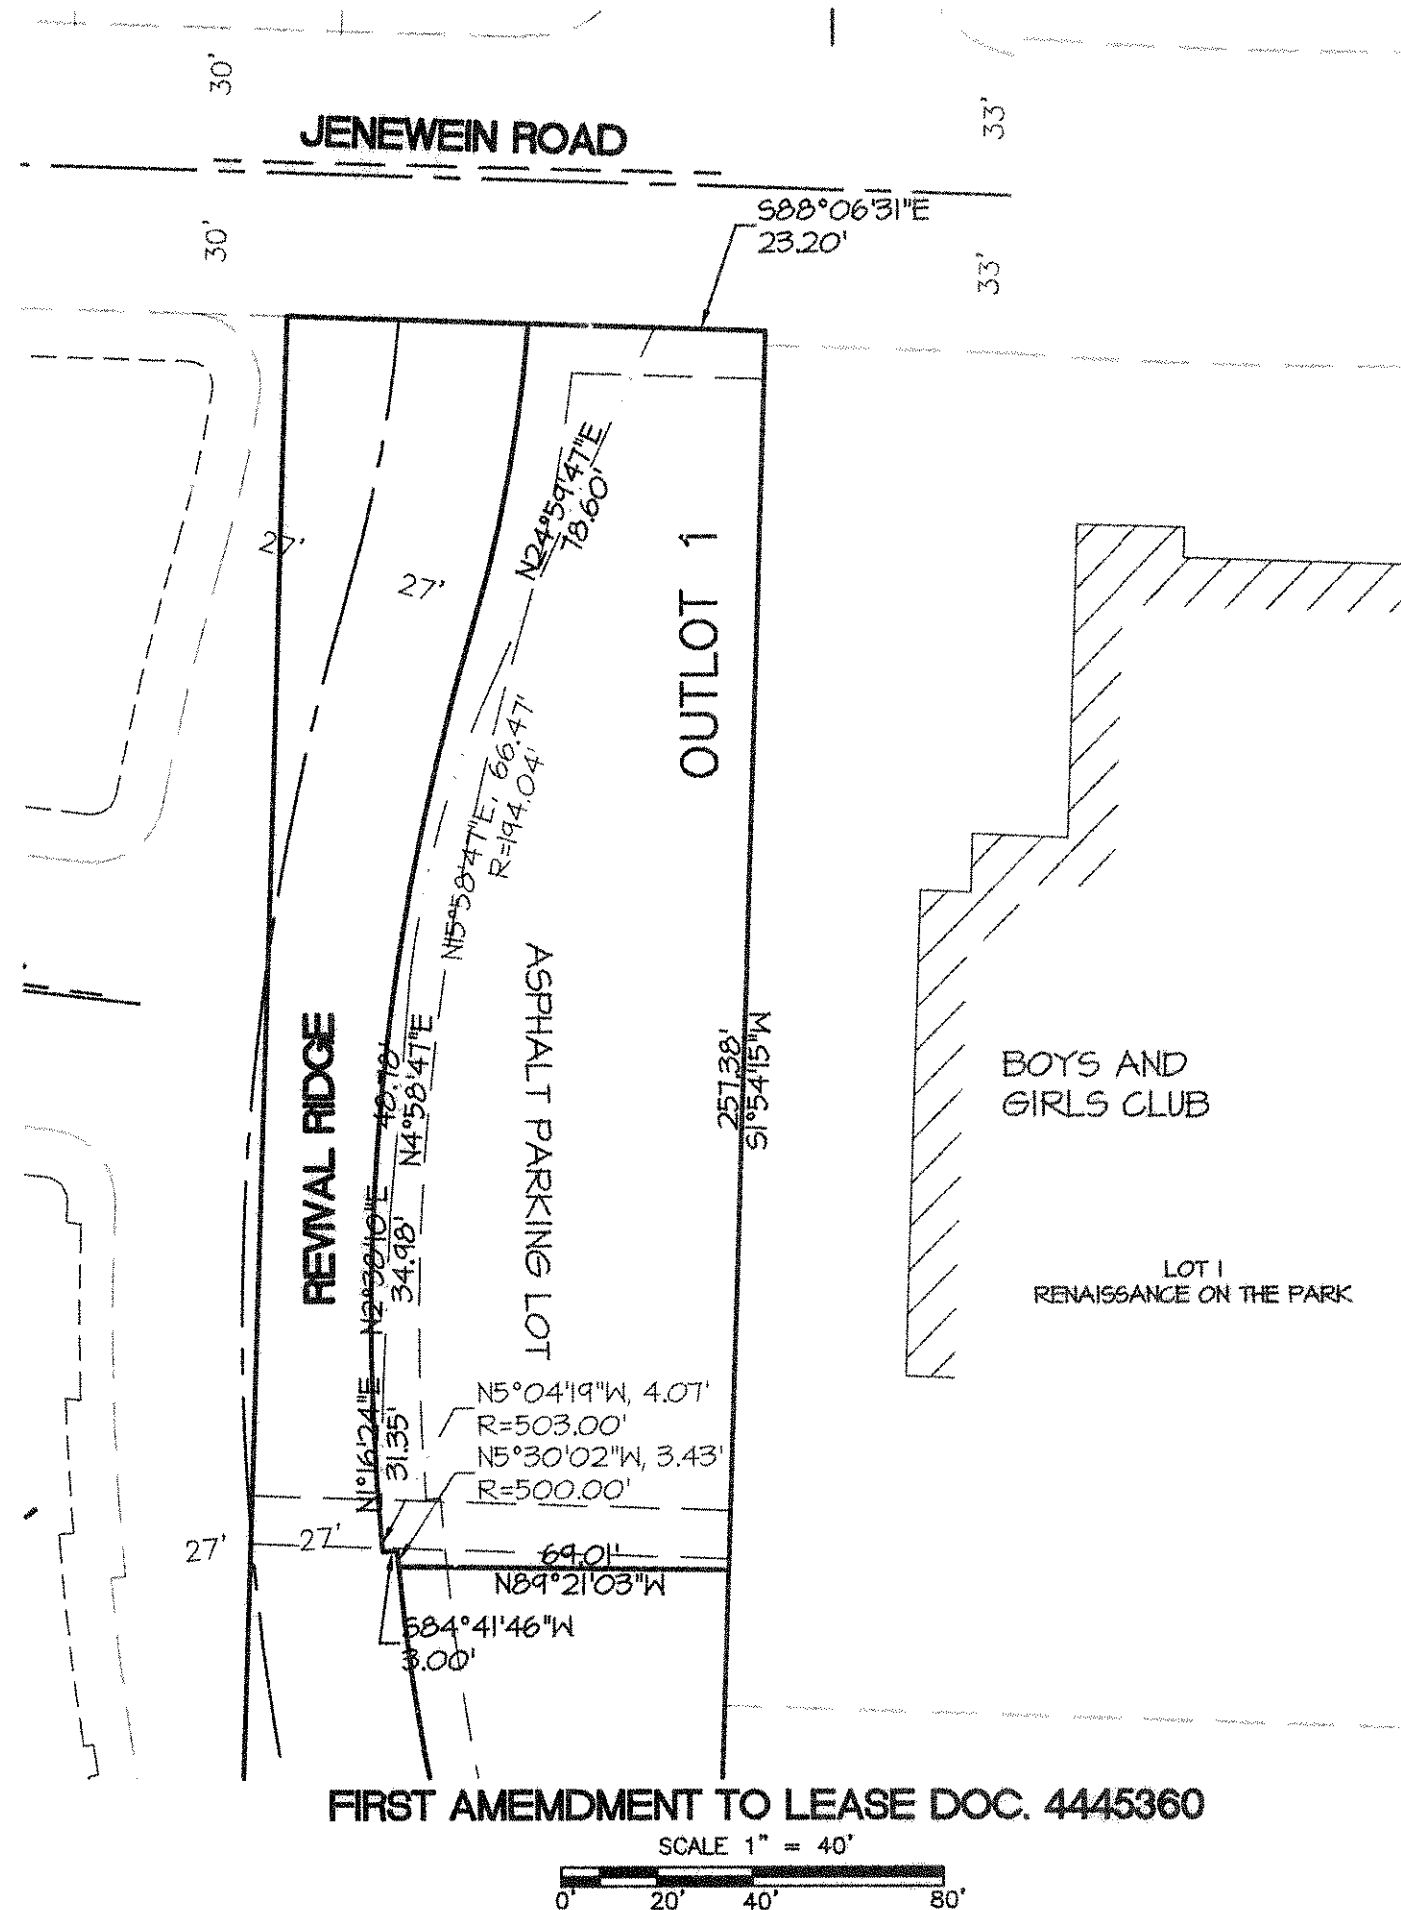 30'
33'
JENEWEIN ROAD
S88°06'31"E
23.20'
30'
33'
N24°59'47"E
78.60'
27'
27'
OUTLOT 1
N15°58'47"E, 66.47'
R=194.04'
ASPHALT PARKING LOT
REVIVAL RIDGE
48.78'
N4°58'47"E
257.38'
S1°54'15"W
BOYS AND
GIRLS CLUB
N2°38'10"E
34.98'
LOT 1
RENAISSANCE ON THE PARK
N1°16'24"E
31.35'
N5°04'19"W, 4.07'
R=503.00'
N5°30'02"W, 3.43'
R=500.00'
27'
27'
69.01'
N89°21'03"W
S84°41'46"W
3.00'
FIRST AMEMDMENT TO LEASE DOC. 4445360
SCALE 1" = 40'
0' 20' 40' 80'